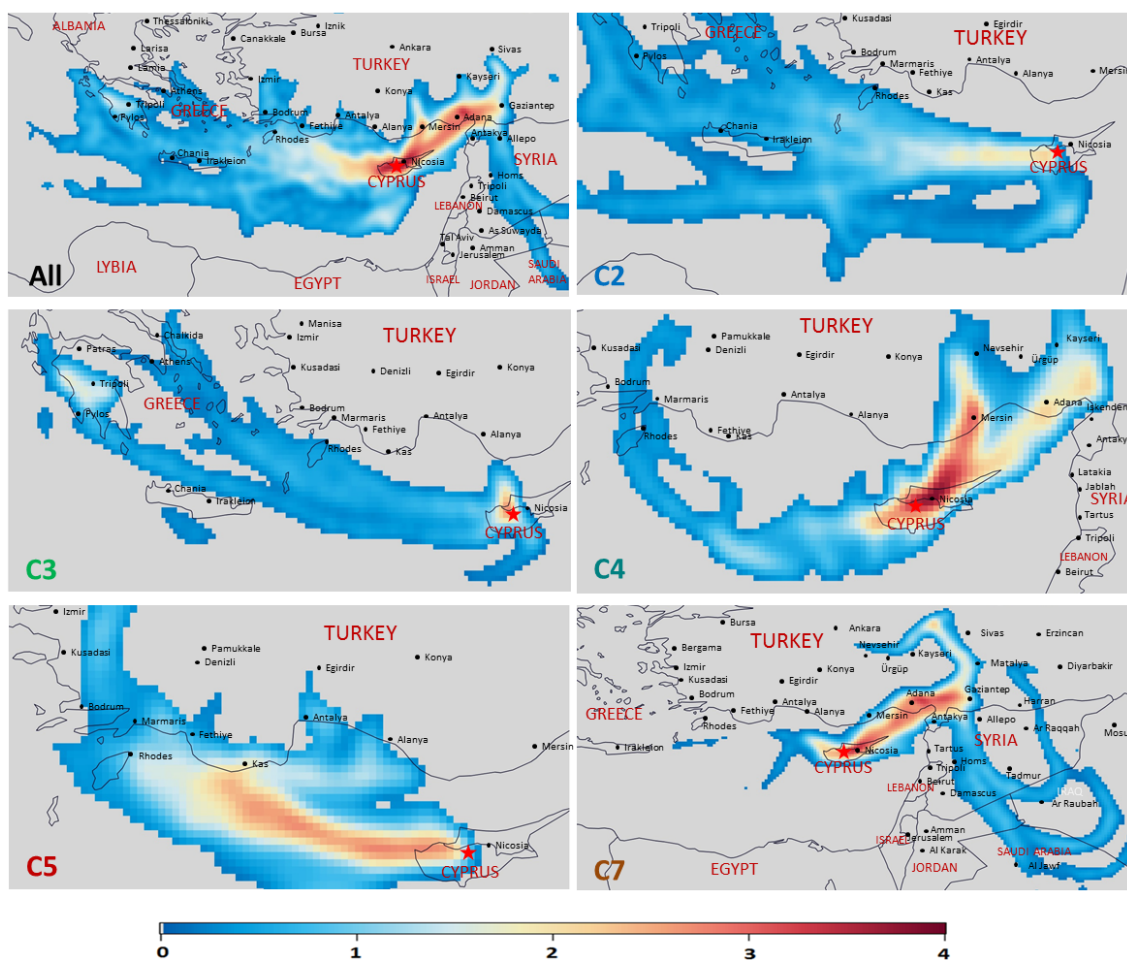 ALBANIA
Thessaloniki
Iznik
Bursa
Canakkale
Larisa
Ankara
Sivas
Lamia
Izmir
TURKEY
Kayseri
Athens
Konya
Tripoli
GREECE
Bodrum
Antalya
Gaziantep
Pylos
Fethiye
Alanya
Mersin
Adana
Rhodes
Antakya
Allepo
Chania
Irakleion
Nicosia
SYRIA
CYPRUS
Homs
Tripoli
LEBANON
Beirut
Damascus
As Suwayda
Tal Aviv
Amman
Jerusalem
LYBIA
EGYPT
ISRAEL
JORDAN
SAUDI
ARABIA
All
Kusadasi
Egirdir
Tripoli
GREECE
TURKEY
Pylos
Bodrum
Marmaris
Antalya
Fethiye
Alanya
Mersin
Rhodes
Kas
Chania
Irakleion
Nicosia
CYPRUS
C2
Manisa
TURKEY
Chalkida
Izmir
Patras
Athens
Kusadasi
Denizli
Egirdir
Konya
Tripoli
GREECE
Bodrum
Pylos
Marmaris
Antalya
Fethiye
Alanya
Rhodes
Kas
Chania
Irakleion
Nicosia
CYPRUS
C3
TURKEY
Pamukkale
Kayseri
Kusadasi
Denizli
Egirdir
Konya
Nevsehir
Ürgüp
Bodrum
Marmaris
Antalya
Adana
Iskenden
Alanya
Mersin
Rhodes
Fethiye
Kas
Antaky
Latakia
Nicosia
Jablah
SYRIA
CYPRUS
Tartus
Tripoli
LEBANON
Beirut
C4
Izmir
TURKEY
Kusadasi
Pamukkale
Denizli
Konya
Egirdir
Bodrum
Marmaris
Antalya
Fethiye
Alanya
Rhodes
Kas
Mersin
Nicosia
CYPRUS
C5
Bursa
Ankara
Sivas
Erzincan
TURKEY
Bergama
Nevsehir
Kayseri
Izmir
Konya
Ürgüp
Matalya
Diyarbakir
Kusadasi
Egirdir
Bodrum
Antalya
Adana
Gaziantep
GREECE
Fethiye
Alanya
Mersin
Harran
Rhodes
Antakya
Allepo
Ar Raqqah
Irakleion
Nicosia
Tartus
SYRIA
Mosu
CYPRUS
Homs
Tripoli
Tadmur
LEBANON
Beirut
Damascus
IRAQ
Ar Raubah
Amman
ISRAEL
Jerusalem
Al Karak
SAUDI ARABIA
EGYPT
JORDAN
Al Jawf
C7
0 1 2 3 4